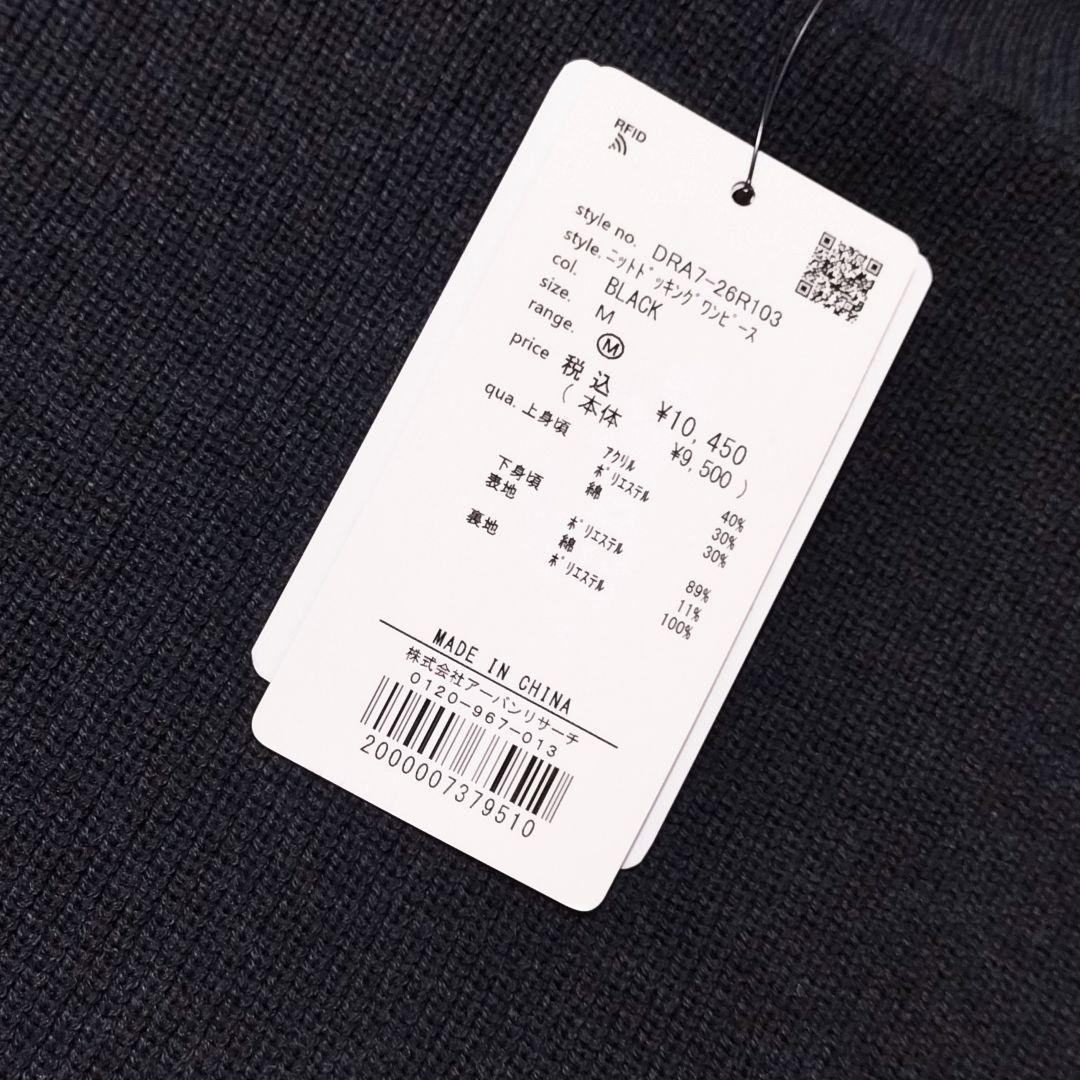 RFID
style no. DRA7-26R103
style. ニットドッキングワンピース
col. BLACK
size. M
range. Ⓜ
price 税込 ¥10,450
( 本体 ¥9,500 )
qua. 上身頃 アクリル 40%
ポリエステル 30%
綿 30%
下身頃
表地 ポリエステル 89%
綿 11%
裏地 ポリエステル 100%
MADE IN CHINA
株式会社アーバンリサーチ
0120-967-013
2000007379510